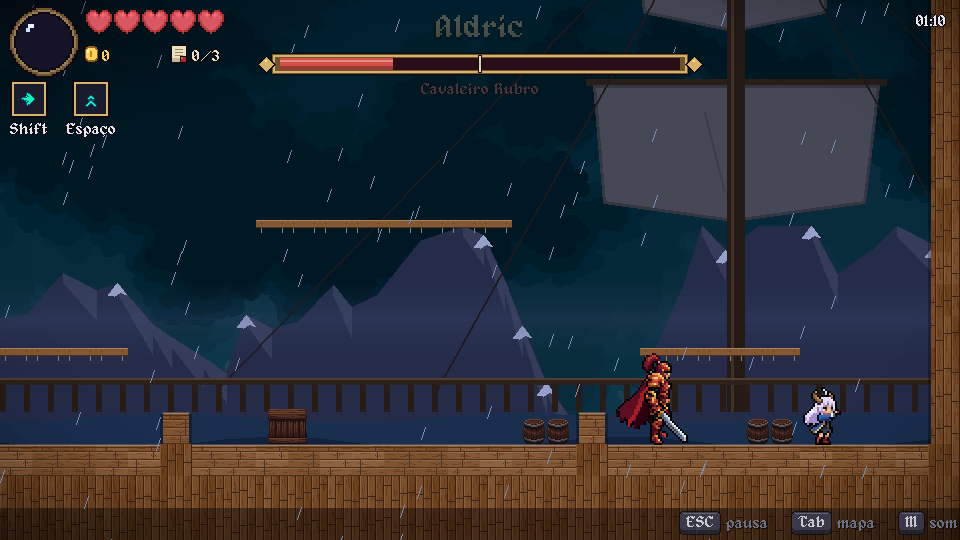 Aldric
01:10
0
0/3
Cavaleiro Rubro
Shift
Espaço
ESC pausa
Tab mapa
M som